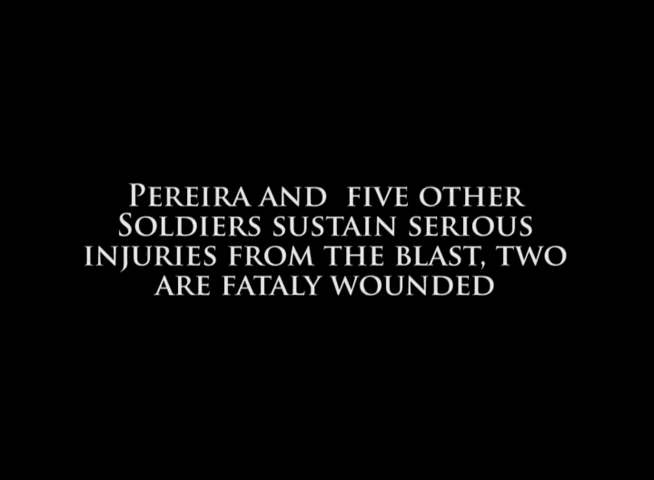 Pereira and  five other
Soldiers sustain serious
injuries from the blast, two
are fataly wounded